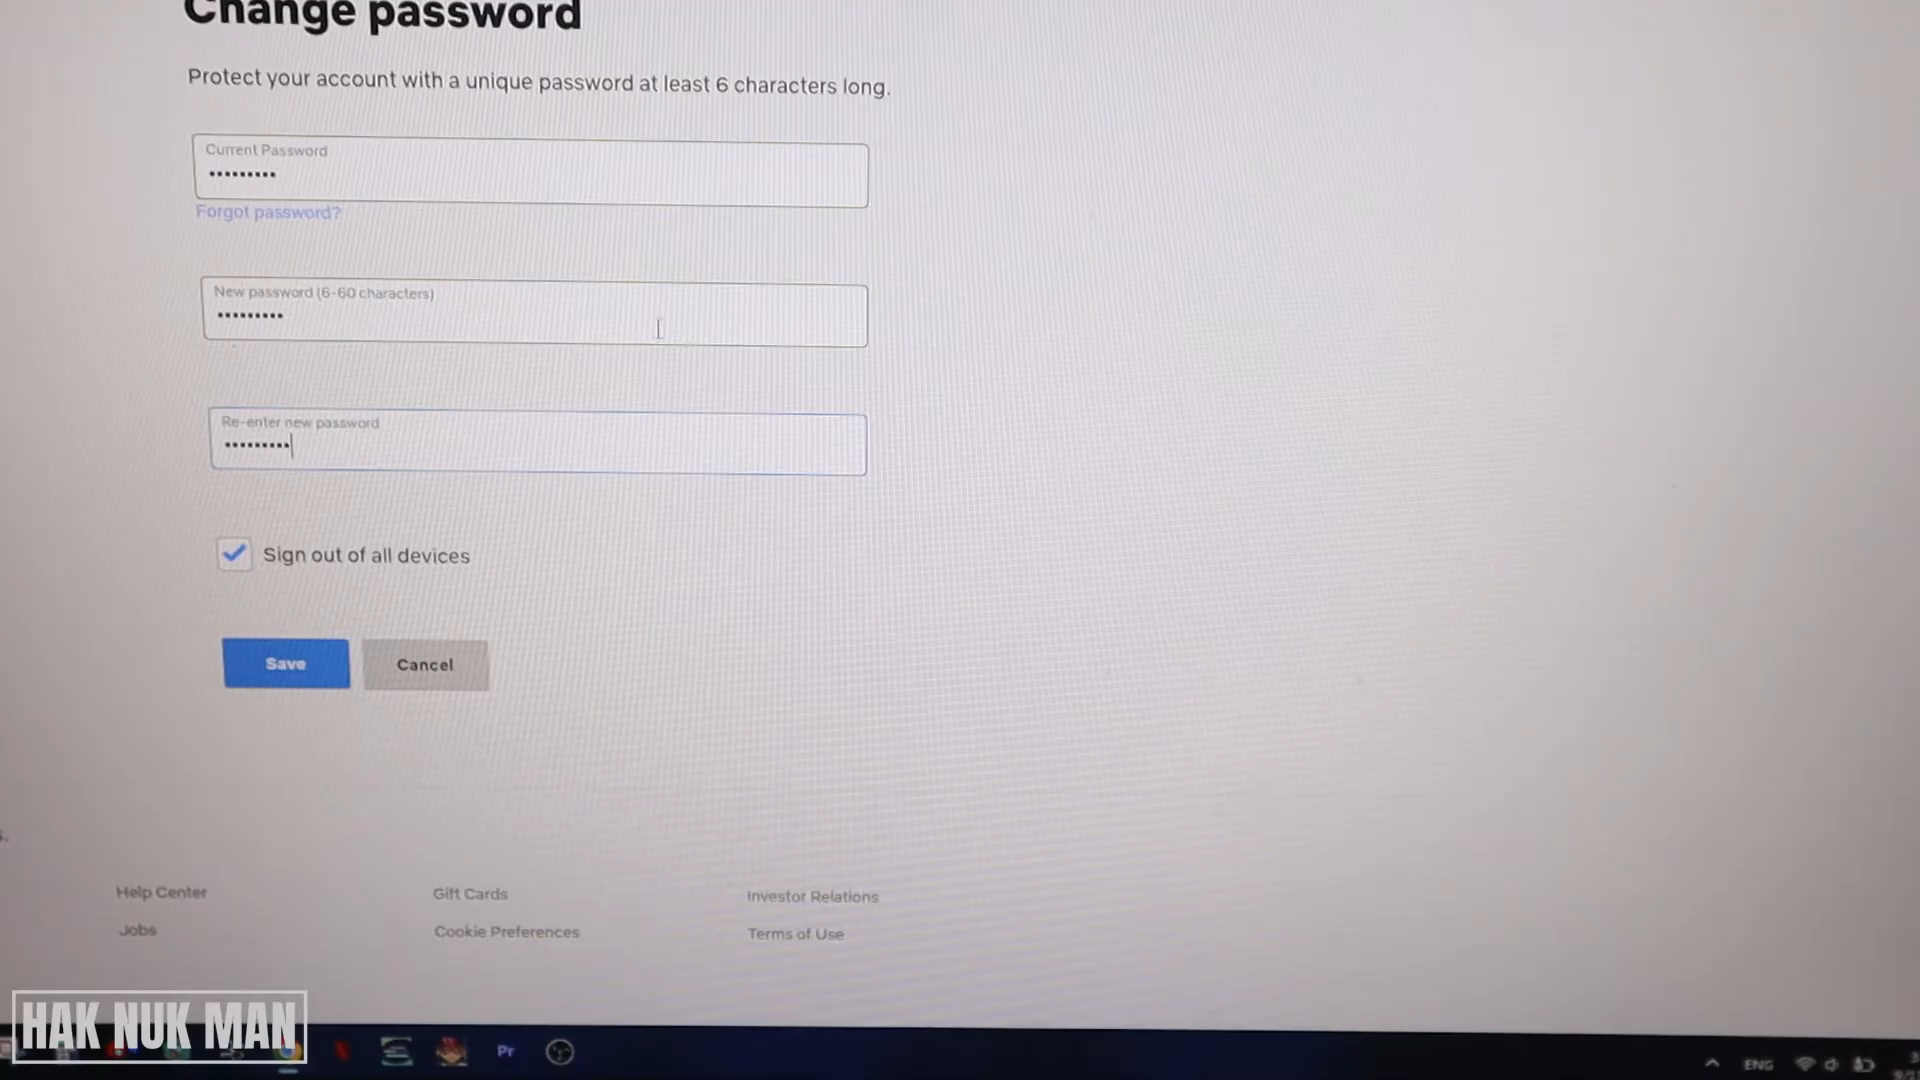 Change password
Protect your account with a unique password at least 6 characters long.
Current Password
•••••••••
Forgot password?
New password (6-60 characters)
•••••••••
Re-enter new password
•••••••••
Sign out of all devices
Save
Cancel
Help Center
Gift Cards
Investor Relations
Jobs
Cookie Preferences
Terms of Use
HAK NUK MAN
Pr
ENG